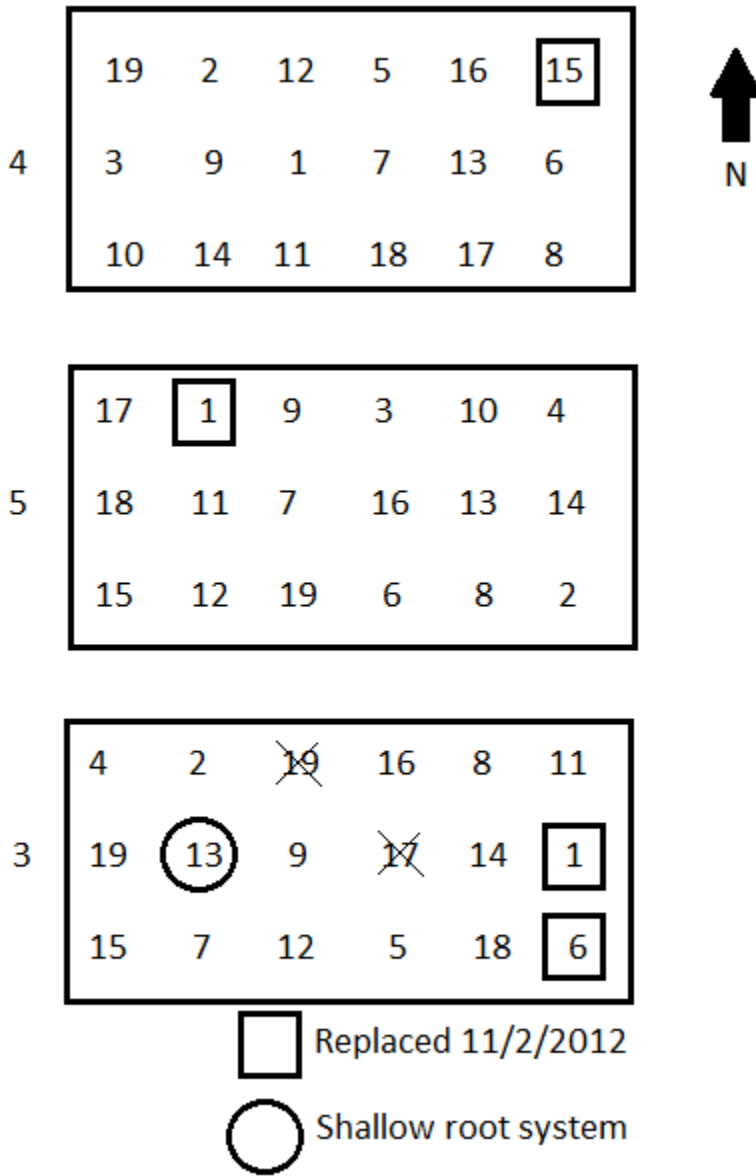 19 2 12 5 16 15
4 3 9 1 7 13 6
N
10 14 11 18 17 8
17 1 9 3 10 4
5 18 11 7 16 13 14
15 12 19 6 8 2
4 2 19 16 8 11
3 19 13 9 17 14 1
15 7 12 5 18 6
Replaced 11/2/2012
Shallow root system